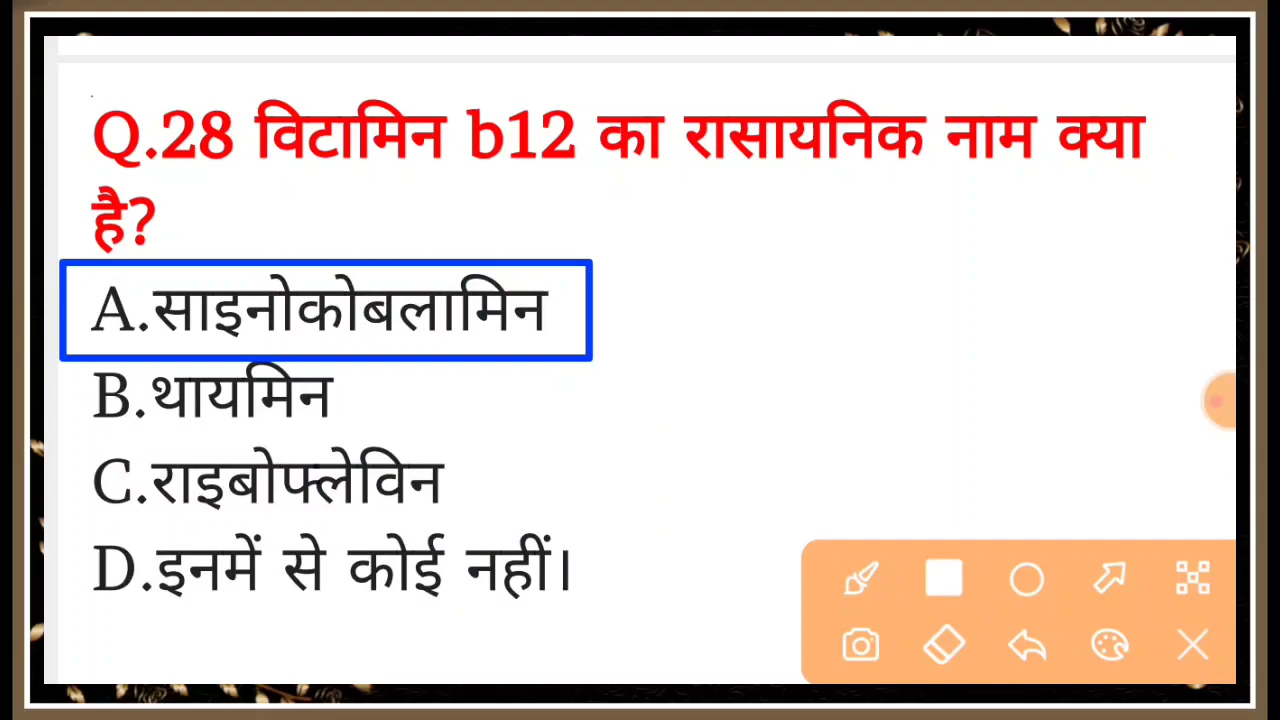 Q.28 विटामिन b12 का रासायनिक नाम क्या
है?
A.साइनोकोबलामिन
B.थायमिन
C.राइबोफ्लेविन
D.इनमें से कोई नहीं।